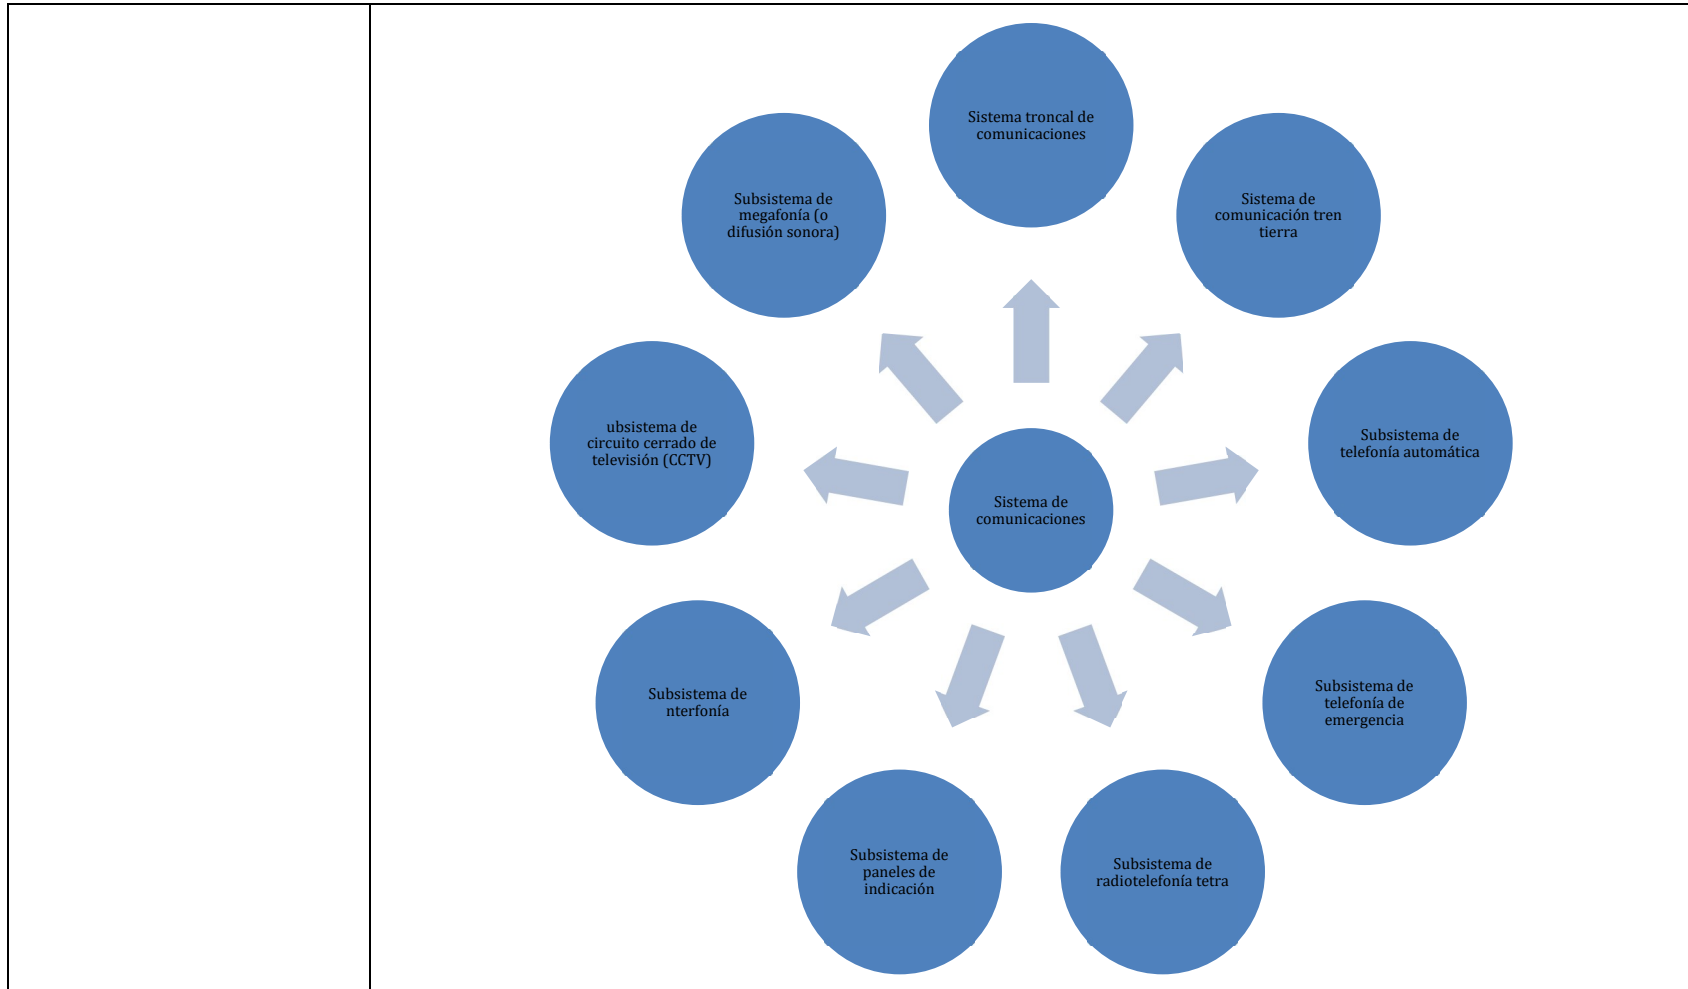 Sistema troncal de
comunicaciones
Sistema de
comunicación tren
tierra
Subsistema de
telefonía automática
Subsistema de
telefonía de
emergencia
Subsistema de
radiotelefonía tetra
Subsistema de
paneles de
indicación
Subsistema de
nterfonía
ubsistema de
circuito cerrado de
televisión (CCTV)
Subsistema de
megafonía (o
difusión sonora)
Sistema de
comunicaciones